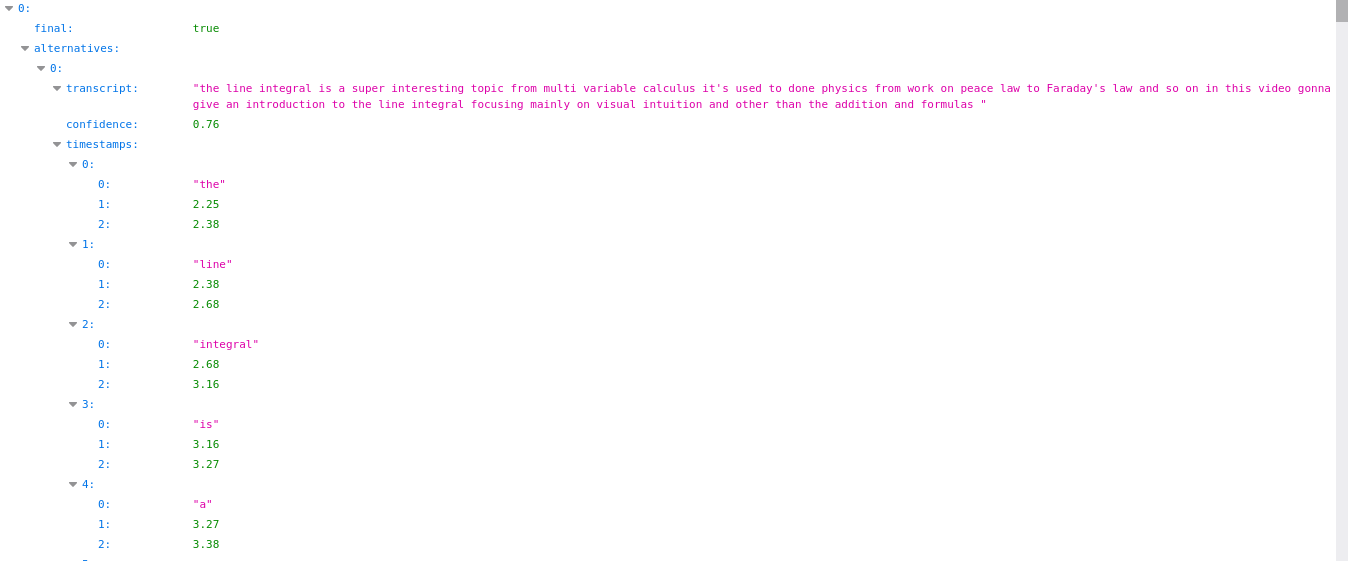 0:
final: true
alternatives:
0:
transcript: "the line integral is a super interesting topic from multi variable calculus it's used to done physics from work on peace law to Faraday's law and so on in this video gonna
give an introduction to the line integral focusing mainly on visual intuition and other than the addition and formulas "
confidence: 0.76
timestamps:
0:
0: "the"
1: 2.25
2: 2.38
1:
0: "line"
1: 2.38
2: 2.68
2:
0: "integral"
1: 2.68
2: 3.16
3:
0: "is"
1: 3.16
2: 3.27
4:
0: "a"
1: 3.27
2: 3.38